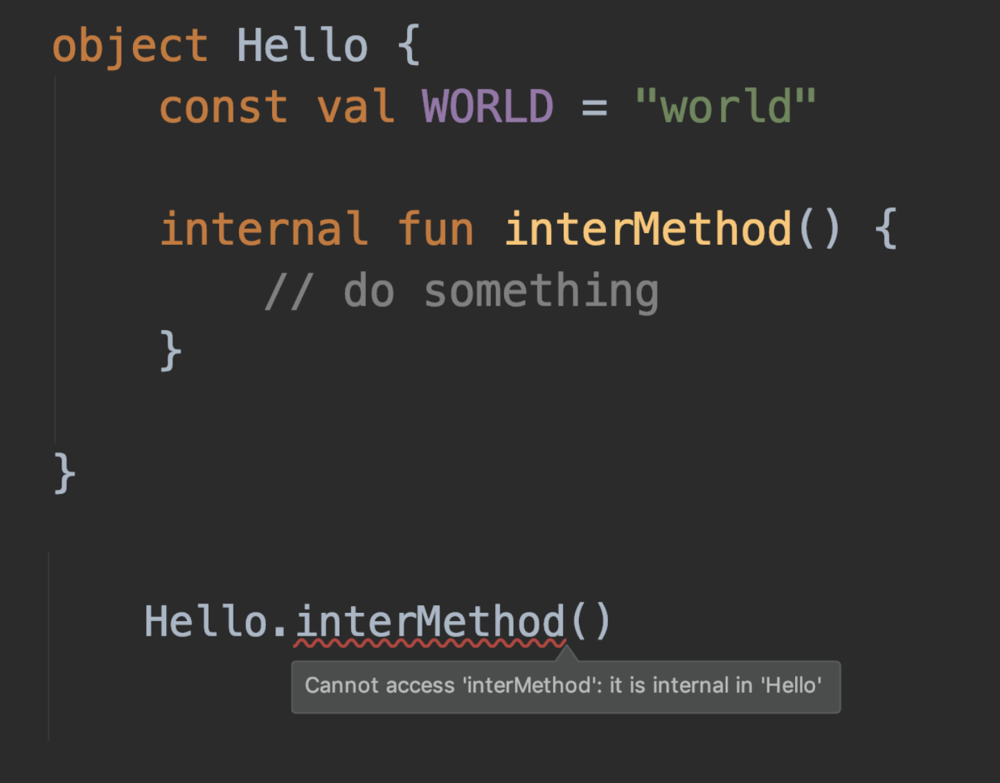 object Hello {
const val WORLD = "world"
internal fun interMethod() {
// do something
}
}
Hello.interMethod()
Cannot access 'interMethod': it is internal in 'Hello'